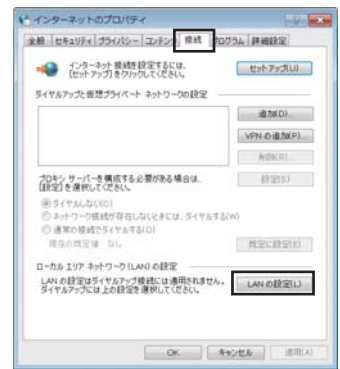 インターネットのプロパティ
全般 セキュリティ プライバシー コンテンツ 接続 プログラム 詳細設定
インターネット接続を設定するには、 セットアップ(U)
[セットアップ] をクリックしてください。
ダイヤルアップと仮想プライベート ネットワークの設定
追加(D)...
VPN の追加(P)...
削除(R)...
プロキシ サーバーを構成する必要がある場合は、 設定(S)
[設定] を選択してください。
ダイヤルしない(C)
ネットワーク接続が存在しないときには、ダイヤルする(W)
通常の接続でダイヤルする(O)
現在の既定値 なし 既定に設定(E)
ローカル エリア ネットワーク (LAN) の設定
LAN の設定はダイヤルアップ接続には適用されません。 LAN の設定(L)
ダイヤルアップには上の設定を選択してください。
OK キャンセル 適用(A)